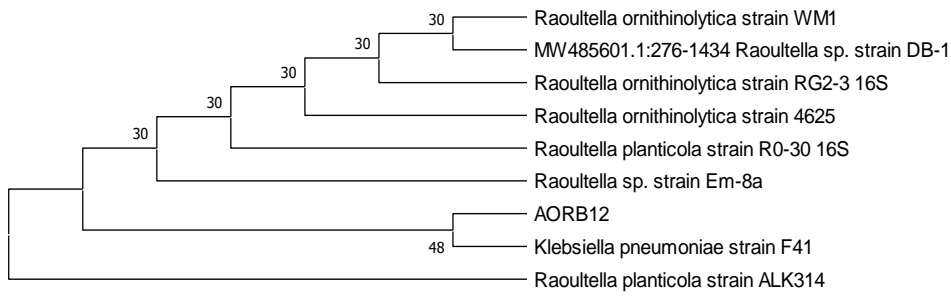 30
Raoultella ornithinolytica strain WM1
MW485601.1:276-1434 Raoultella sp. strain DB-1
30
Raoultella ornithinolytica strain RG2-3 16S
30
Raoultella ornithinolytica strain 4625
30
Raoultella planticola strain R0-30 16S
30
Raoultella sp. strain Em-8a
AORB12
48
Klebsiella pneumoniae strain F41
Raoultella planticola strain ALK314